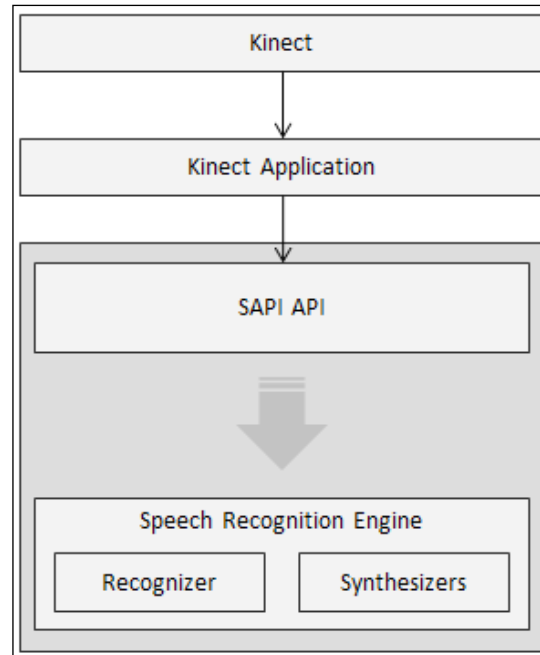 Kinect
Kinect Application
SAPI API
Speech Recognition Engine
Recognizer
Synthesizers